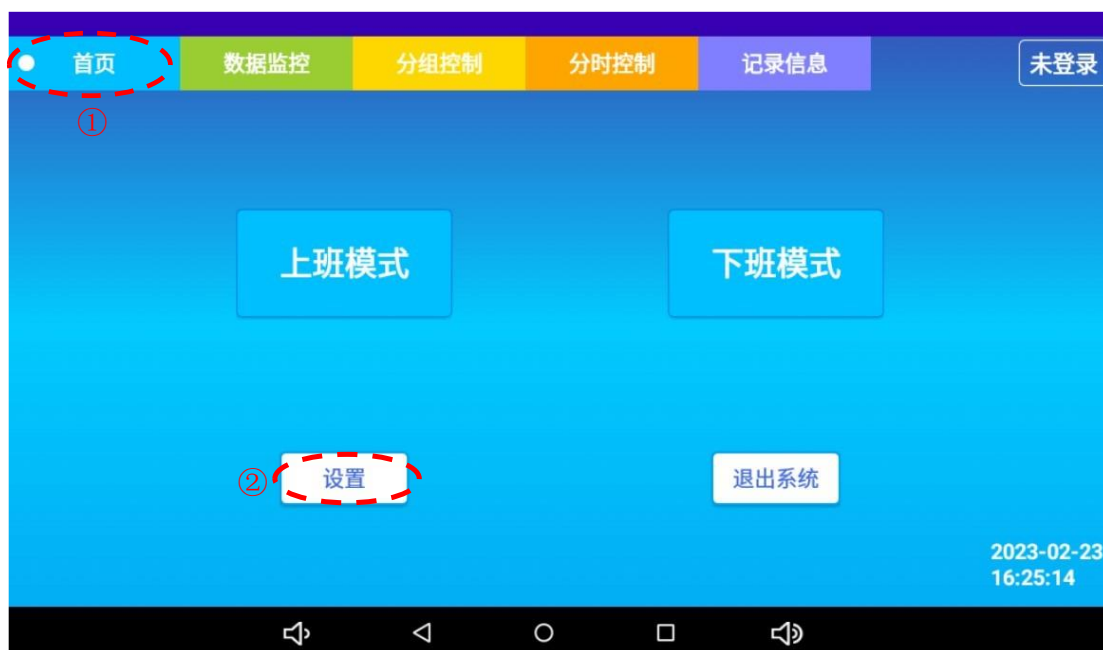 首页 数据监控 分组控制 分时控制 记录信息 未登录
①
上班模式 下班模式
② 设置 退出系统
2023-02-23
16:25:14